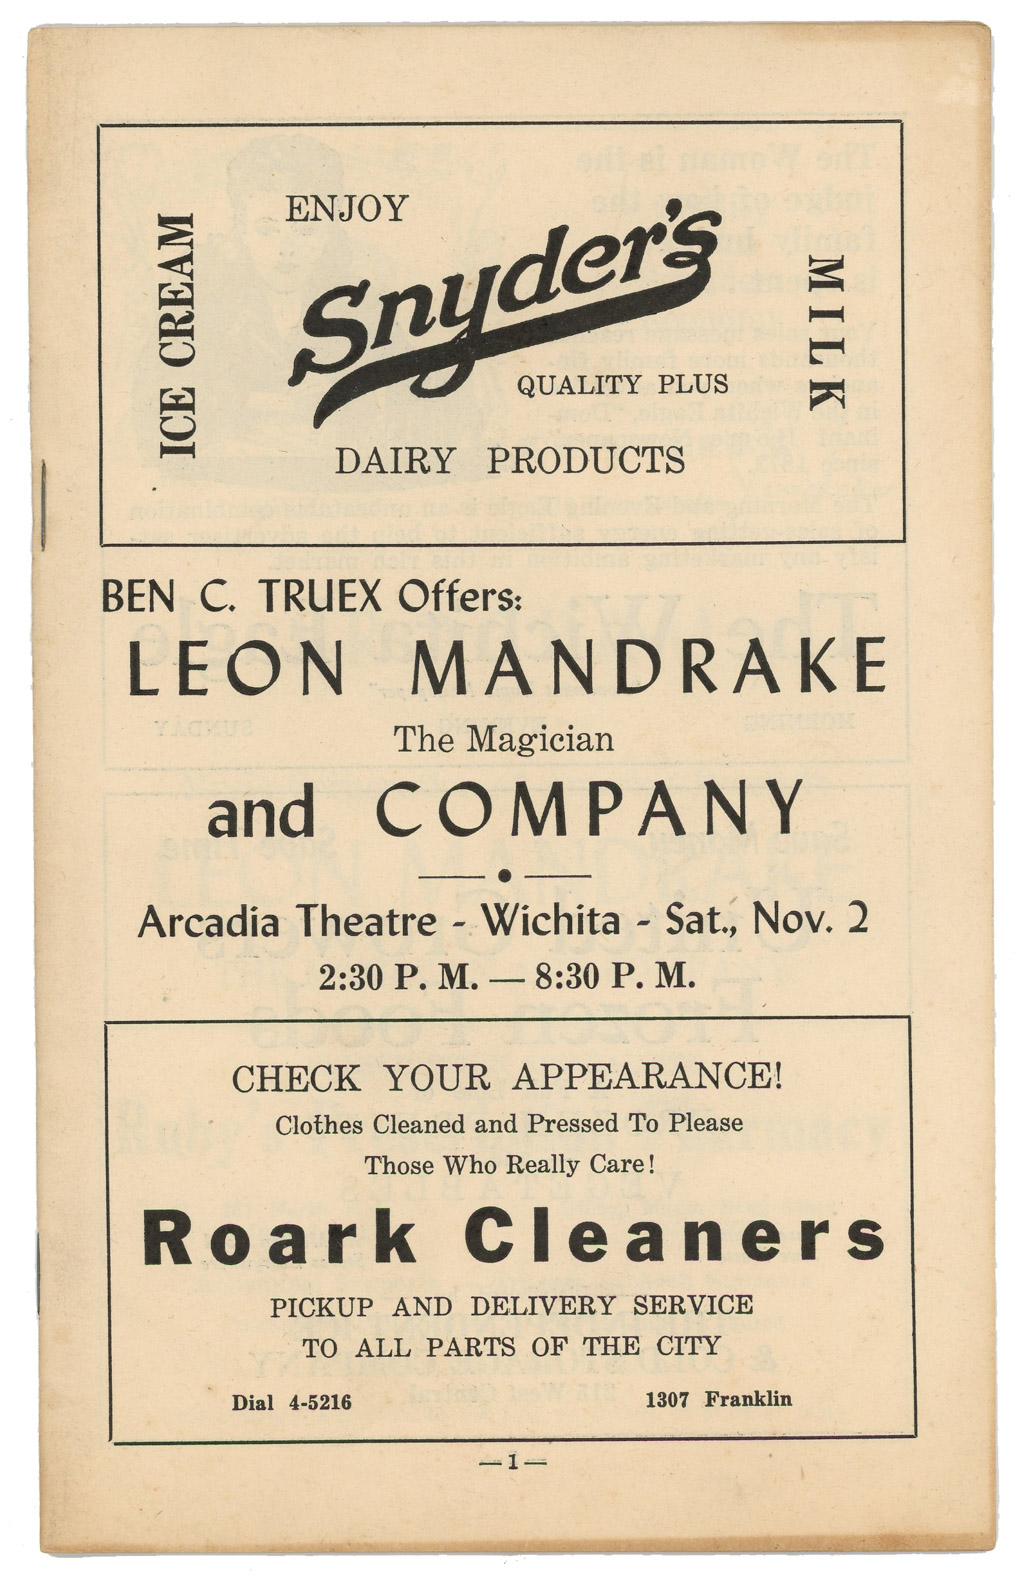 ENJOY
ICE CREAM
Snyder's
MILK
QUALITY PLUS
DAIRY PRODUCTS
BEN C. TRUEX Offers:
LEON MANDRAKE
The Magician
and COMPANY
Arcadia Theatre - Wichita - Sat., Nov. 2
2:30 P. M. — 8:30 P. M.
CHECK YOUR APPEARANCE!
Clothes Cleaned and Pressed To Please
Those Who Really Care!
Roark Cleaners
PICKUP AND DELIVERY SERVICE
TO ALL PARTS OF THE CITY
Dial 4-5216 1307 Franklin
—1—